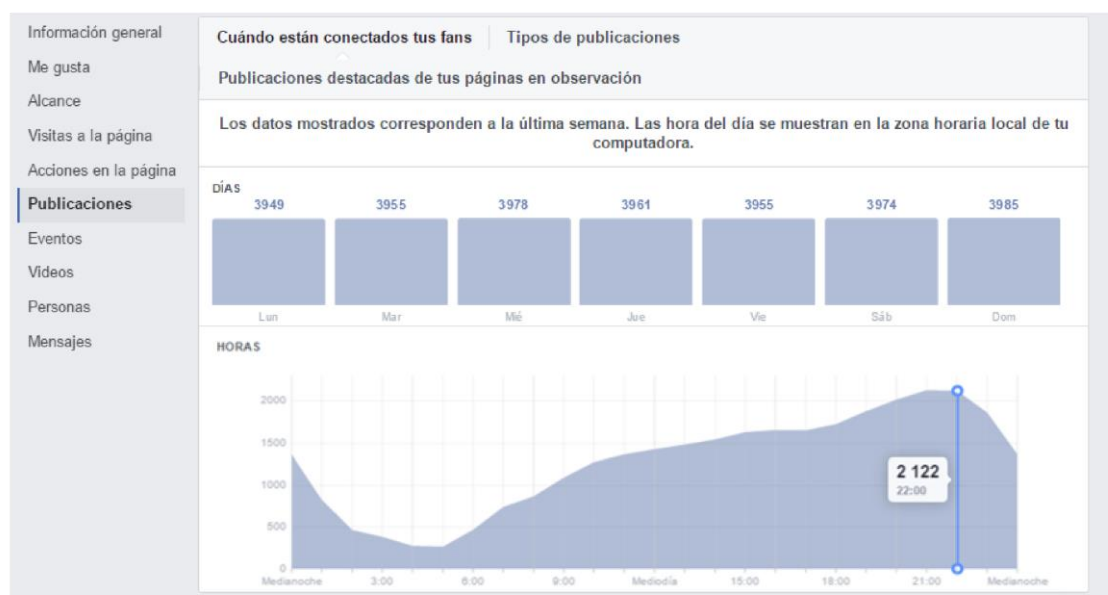 Información general
Me gusta
Alcance
Visitas a la página
Acciones en la página
Publicaciones
Eventos
Videos
Personas
Mensajes
Cuándo están conectados tus fans Tipos de publicaciones
Publicaciones destacadas de tus páginas en observación
Los datos mostrados corresponden a la última semana. Las hora del día se muestran en la zona horaria local de tu
computadora.
DÍAS
3949 3955 3978 3961 3955 3974 3985
Lun Mar Mié Jue Vie Sáb Dom
HORAS
2000
1500
1000
500
0
2 122
22:00
Medianoche 3:00 6:00 9:00 Mediodía 15:00 18:00 21:00 Medianoche